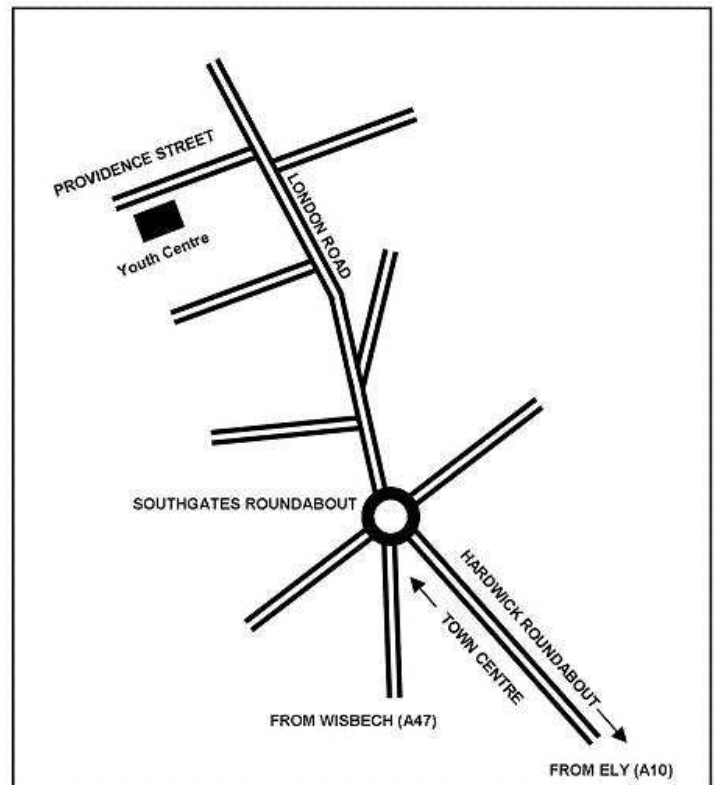 PROVIDENCE STREET
LONDON ROAD
Youth Centre
SOUTHGATES ROUNDABOUT
HARDWICK ROUNDABOUT
TOWN CENTRE
FROM WISBECH (A47)
FROM ELY (A10)